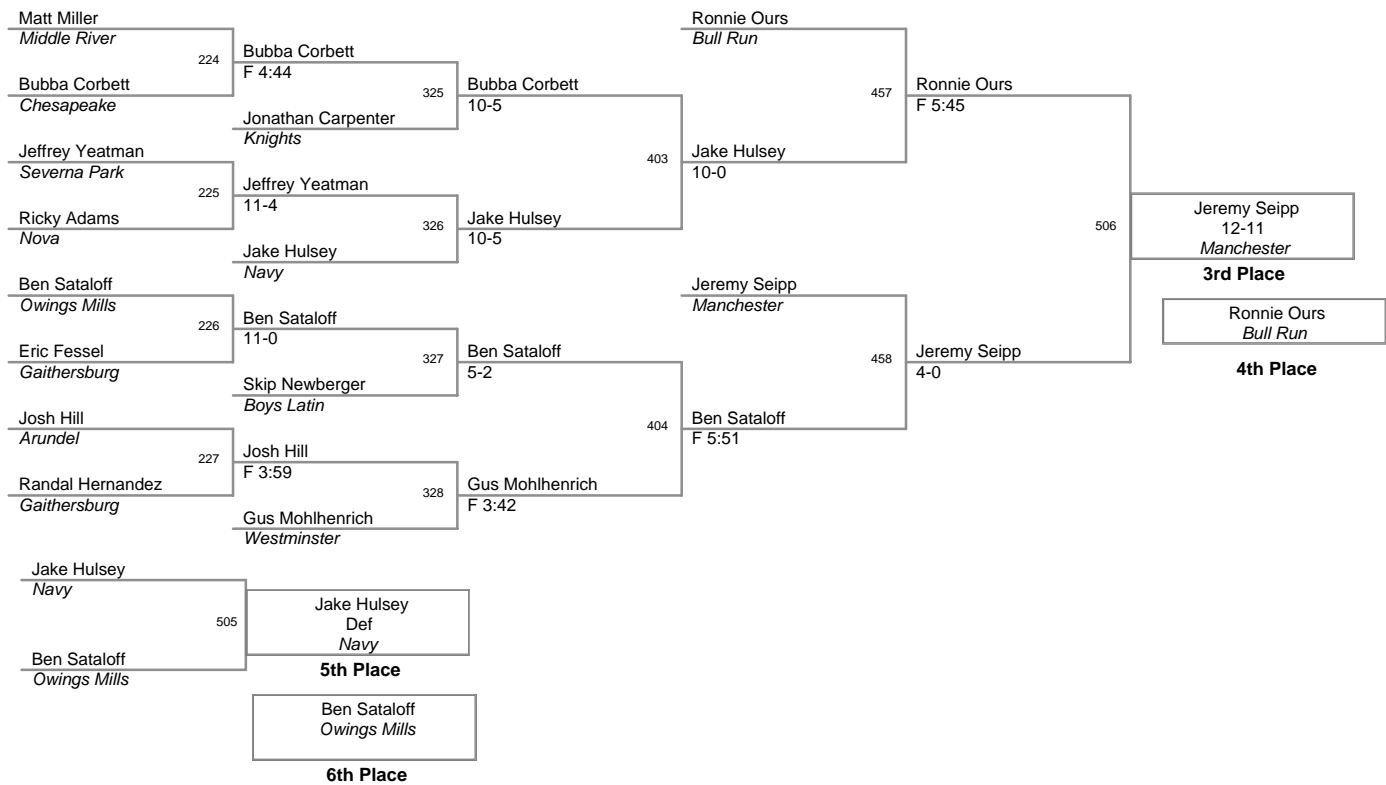 Matt Miller
Middle River
224
Bubba Corbett
Chesapeake
Jeffrey Yeatman
Severna Park
225
Ricky Adams
Nova
Ben Sataloff
Owings Mills
226
Eric Fessel
Gaithersburg
Josh Hill
Arundel
227
Randal Hernandez
Gaithersburg
Bubba Corbett
F 4:44
325
Jonathan Carpenter
Knights
Jeffrey Yeatman
11-4
326
Jake Hulsey
Navy
Ben Sataloff
11-0
327
Skip Newberger
Boys Latin
Josh Hill
F 3:59
328
Gus Mohlhenrich
Westminster
Bubba Corbett
10-5
403
Jake Hulsey
10-5
Ben Sataloff
5-2
404
Gus Mohlhenrich
F 3:42
Ronnie Ours
Bull Run
457
Jake Hulsey
10-0
Jeremy Seipp
Manchester
458
Ben Sataloff
F 5:51
Ronnie Ours
F 5:45
506
Jeremy Seipp
4-0
Jeremy Seipp
12-11
Manchester
3rd Place
Ronnie Ours
Bull Run
4th Place
Jake Hulsey
Navy
505
Ben Sataloff
Owings Mills
Jake Hulsey
Def
Navy
5th Place
Ben Sataloff
Owings Mills
6th Place